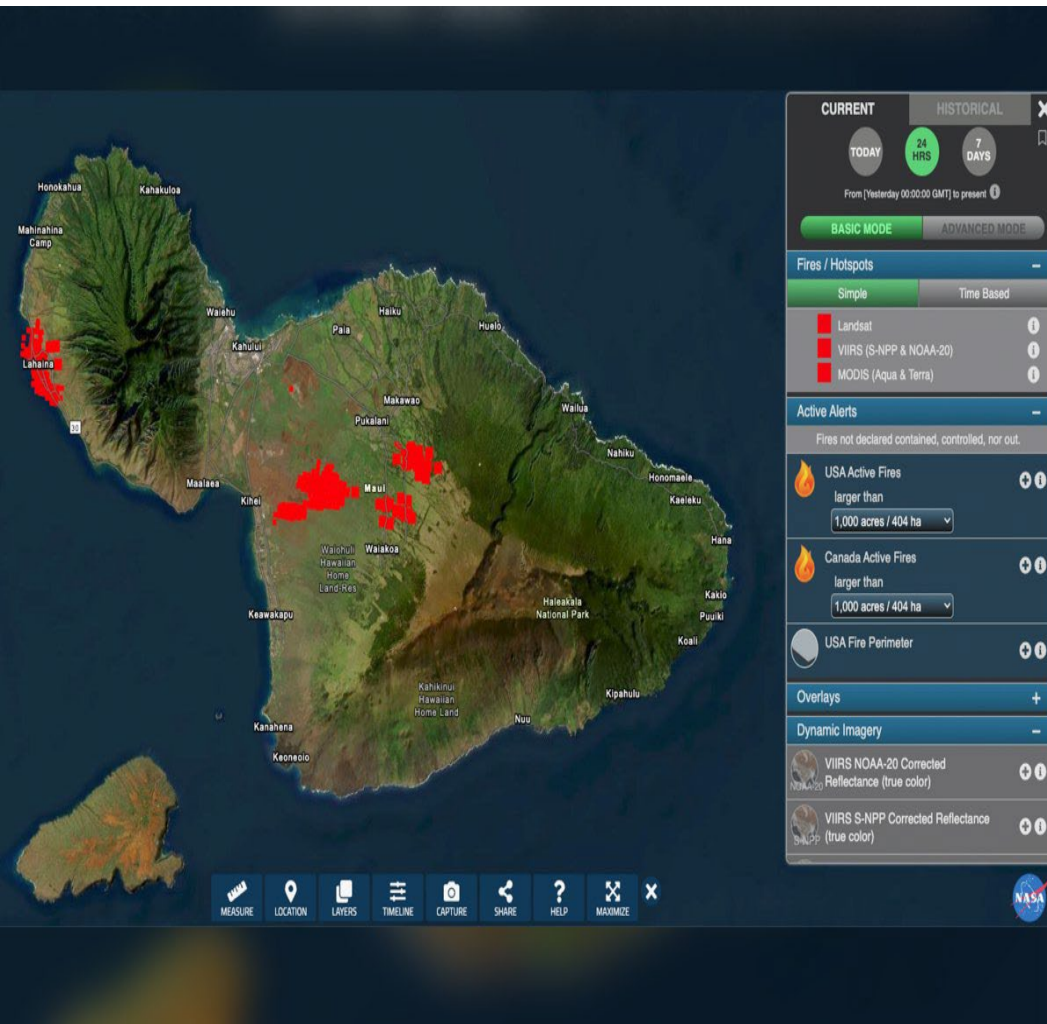 Honokahua
Kahakuloa
Mahinahina
Camp
Waiehu
Lahaina
Kahului
Paia
Haiku
Huelo
30
Makawao
Pukalani
Wailua
Nahiku
Honomaele
Kaeleku
Maalaea
Kihei
Maui
Hana
Waiohuli
Hawaiian
Home
Land-Res
Waiakoa
Keawakapu
Haleakala
National Park
Kakio
Puuiki
Koali
Kahikinui
Hawaiian
Home Land
Kipahulu
Nuu
Kanahena
Keoneoio
CURRENT
HISTORICAL
TODAY
24
HRS
7
DAYS
From [Yesterday 00:00:00 GMT] to present
BASIC MODE
ADVANCED MODE
Fires / Hotspots
Simple
Time Based
Landsat
VIIRS (S-NPP & NOAA-20)
MODIS (Aqua & Terra)
Active Alerts
Fires not declared contained, controlled, nor out.
USA Active Fires
larger than
1,000 acres / 404 ha
Canada Active Fires
larger than
1,000 acres / 404 ha
USA Fire Perimeter
Overlays
Dynamic Imagery
VIIRS NOAA-20 Corrected
Reflectance (true color)
NOAA-20
VIIRS S-NPP Corrected Reflectance
(true color)
S-NPP
MEASURE
LOCATION
LAYERS
TIMELINE
CAPTURE
SHARE
HELP
MAXIMIZE
NASA